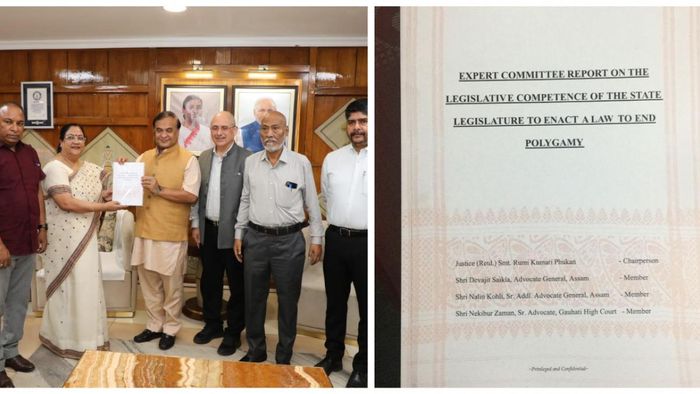 EXPERT COMMITTEE REPORT ON THE
LEGISLATIVE COMPETENCE OF THE STATE
LEGISLATURE TO ENACT A LAW TO END
POLYGAMY
Justice (Retd.) Smt. Rumi Kumari Phukan - Chairperson
Shri Devajit Saikia, Advocate General, Assam - Member
Shri Nalin Kohli, Sr. Addl. Advocate General, Assam - Member
Shri Nekibur Zaman, Sr. Advocate, Gauhati High Court - Member
-Privileged and Confidential-